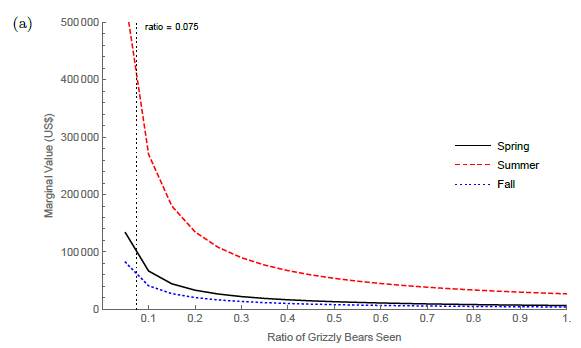 (a)
ratio = 0.075
500 000
400 000
300 000
200 000
100 000
0
Marginal Value (US$)
Spring
Summer
Fall
0.1 0.2 0.3 0.4 0.5 0.6 0.7 0.8 0.9 1.
Ratio of Grizzly Bears Seen